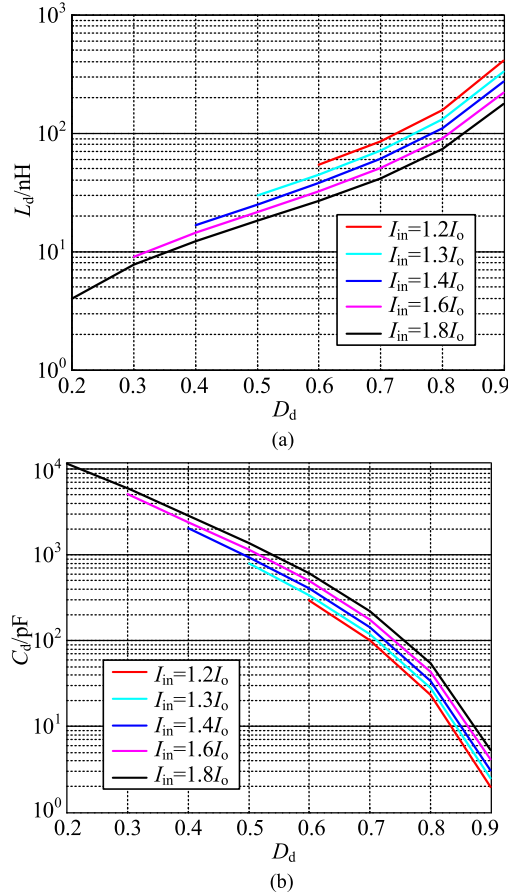 10³
10²
10¹
10⁰
L_d/nH
I_in=1.2I_o
I_in=1.3I_o
I_in=1.4I_o
I_in=1.6I_o
I_in=1.8I_o
0.2 0.3 0.4 0.5 0.6 0.7 0.8 0.9
D_d
(a)
10⁴
10³
10²
10¹
10⁰
C_d/pF
I_in=1.2I_o
I_in=1.3I_o
I_in=1.4I_o
I_in=1.6I_o
I_in=1.8I_o
0.2 0.3 0.4 0.5 0.6 0.7 0.8 0.9
D_d
(b)